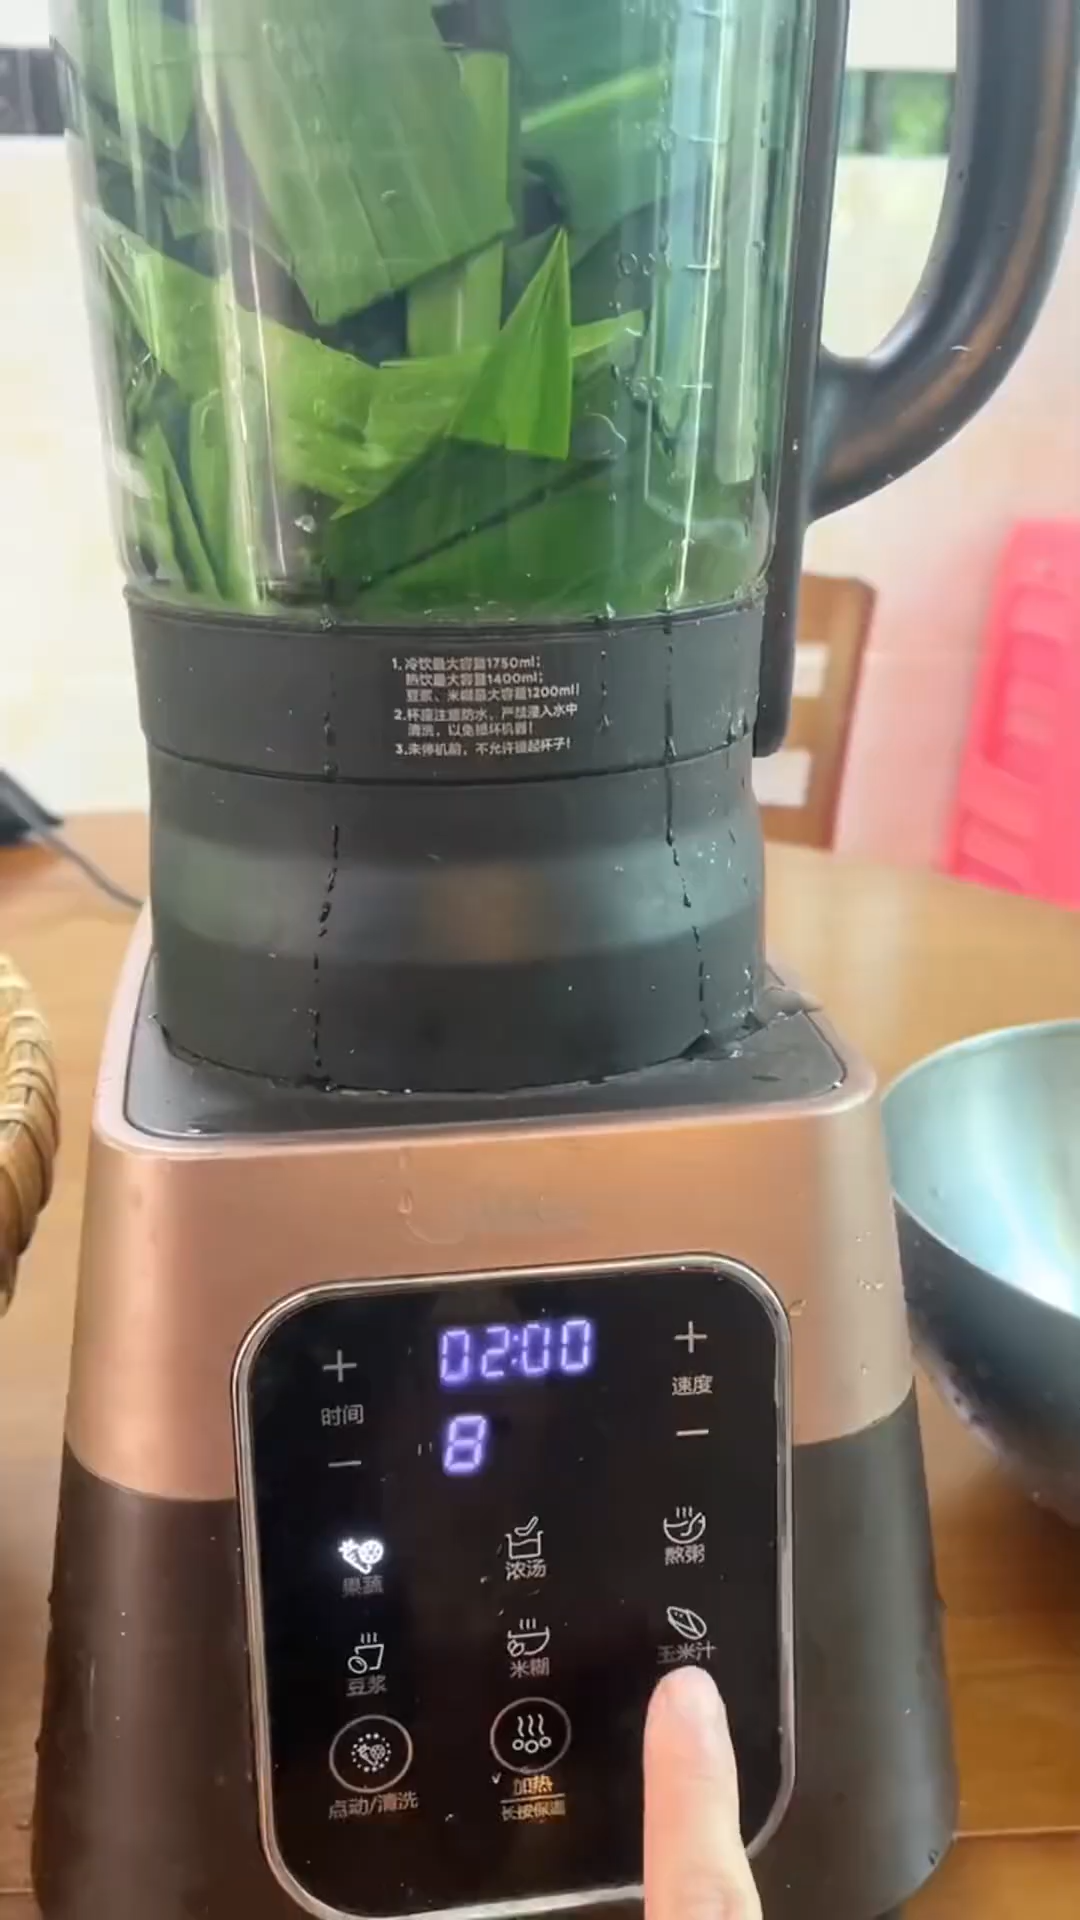 1.冷饮最大容量1750ml;
热饮最大容量1400ml;
豆浆、米糊最大容量1200ml!
2.杯座注意防水，严禁浸入水中
清洗，以免损坏机器!
3.未停机前，不允许提起杯子!
02:00
8
+
时间
-
+
速度
-
果蔬
浓汤
熬粥
豆浆
米糊
玉米汁
点动/清洗
加热
长按保温